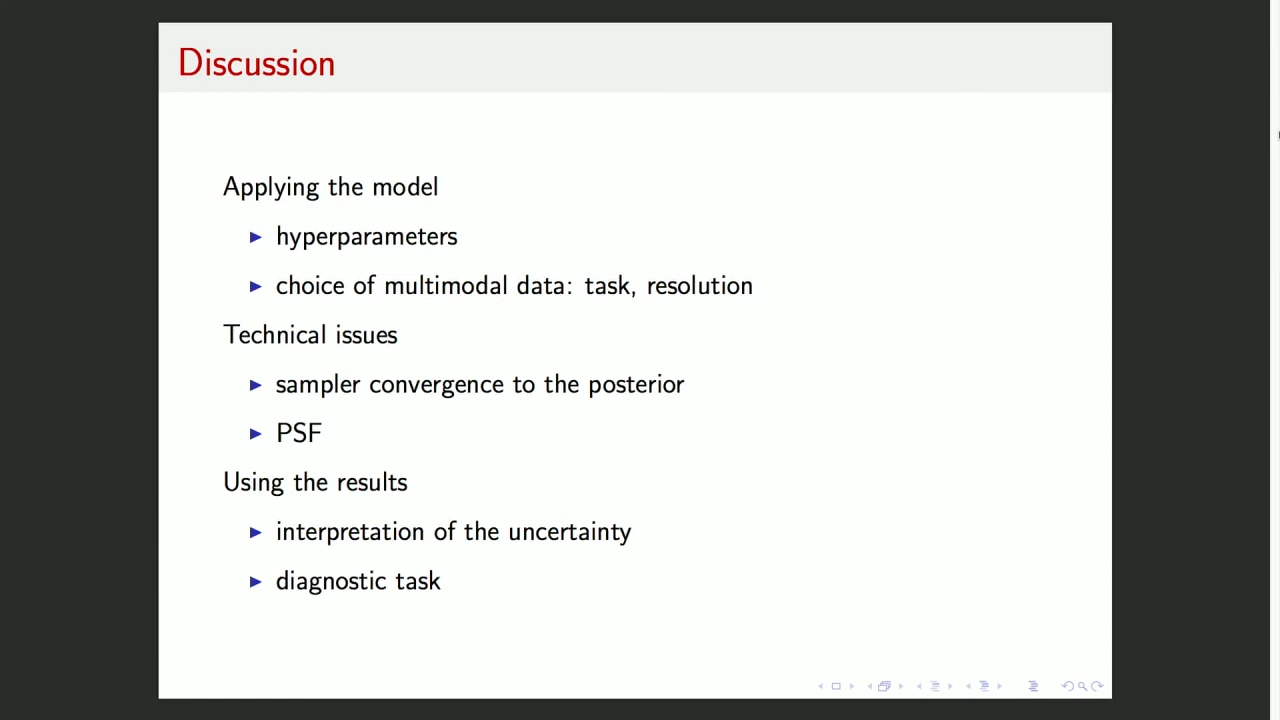 Discussion
Applying the model
hyperparameters
choice of multimodal data: task, resolution
Technical issues
sampler convergence to the posterior
PSF
Using the results
interpretation of the uncertainty
diagnostic task